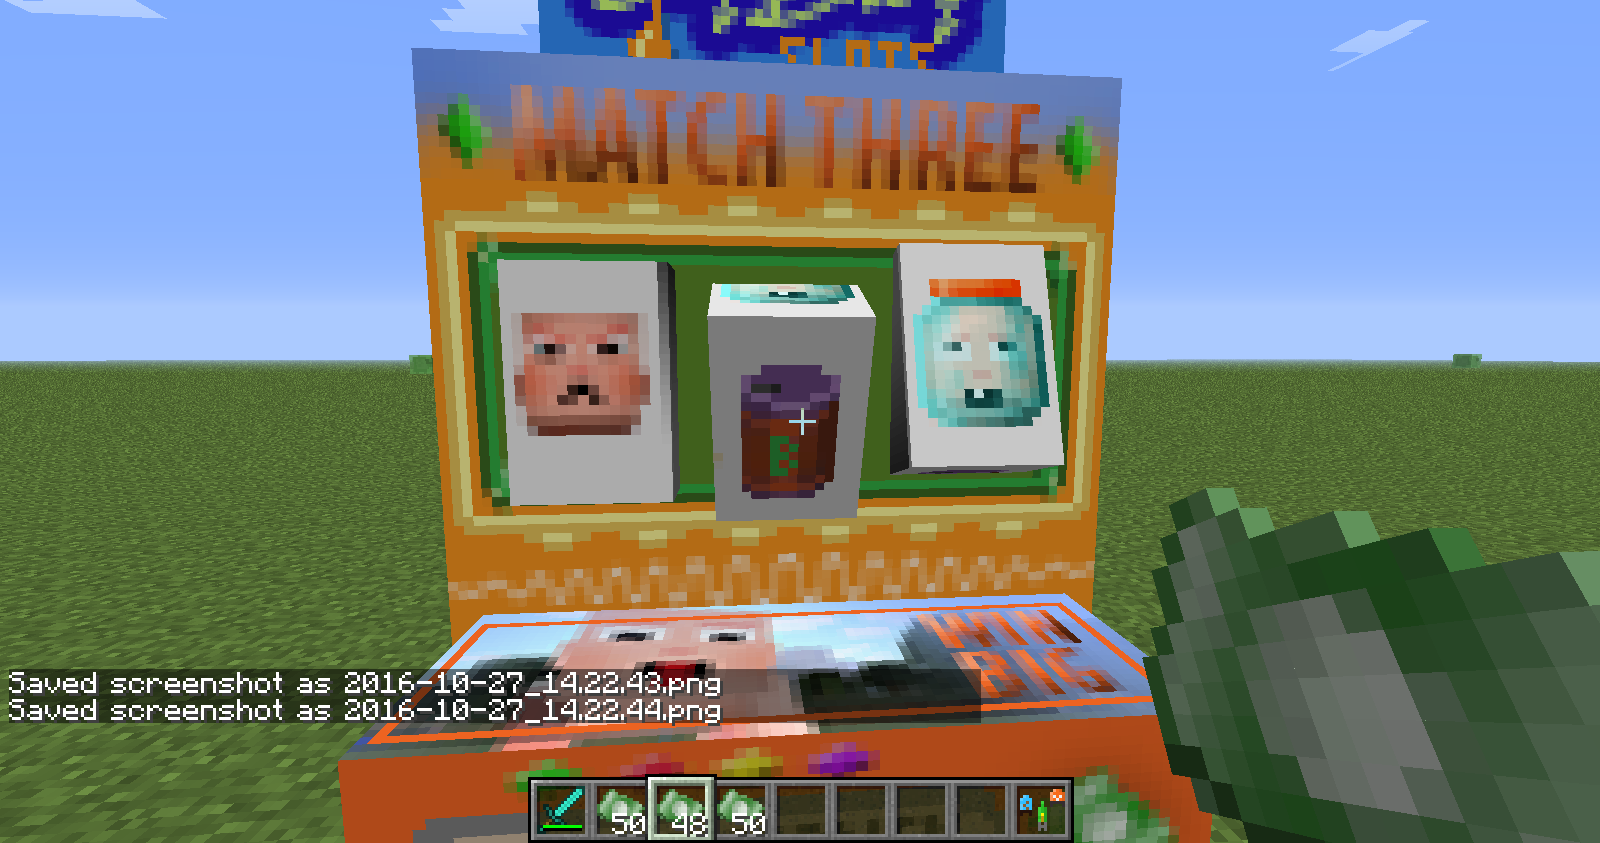 SLOTS
MATCH THREE
WIN
BIG
Saved screenshot as 2016-10-27_14.22.43.png
Saved screenshot as 2016-10-27_14.22.44.png
50
48
50